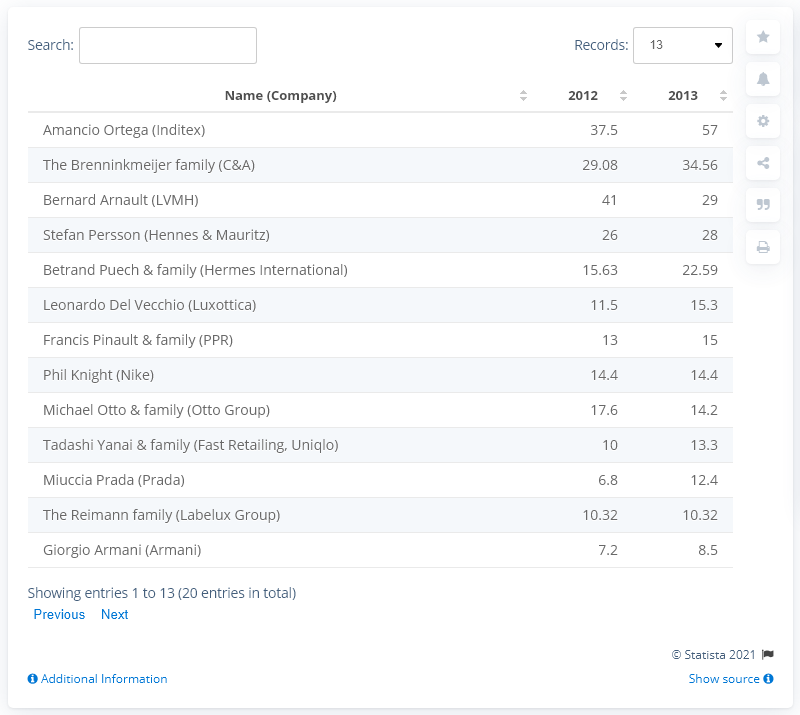 Search:
Records: 13
Name (Company) 2012 2013
Amancio Ortega (Inditex) 37.5 57
The Brenninkmeijer family (C&A) 29.08 34.56
Bernard Arnault (LVMH) 41 29
Stefan Persson (Hennes & Mauritz) 26 28
Betrand Puech & family (Hermes International) 15.63 22.59
Leonardo Del Vecchio (Luxottica) 11.5 15.3
Francis Pinault & family (PPR) 13 15
Phil Knight (Nike) 14.4 14.4
Michael Otto & family (Otto Group) 17.6 14.2
Tadashi Yanai & family (Fast Retailing, Uniqlo) 10 13.3
Miuccia Prada (Prada) 6.8 12.4
The Reimann family (Labelux Group) 10.32 10.32
Giorgio Armani (Armani) 7.2 8.5
Showing entries 1 to 13 (20 entries in total)
Previous Next
© Statista 2021
Additional Information Show source